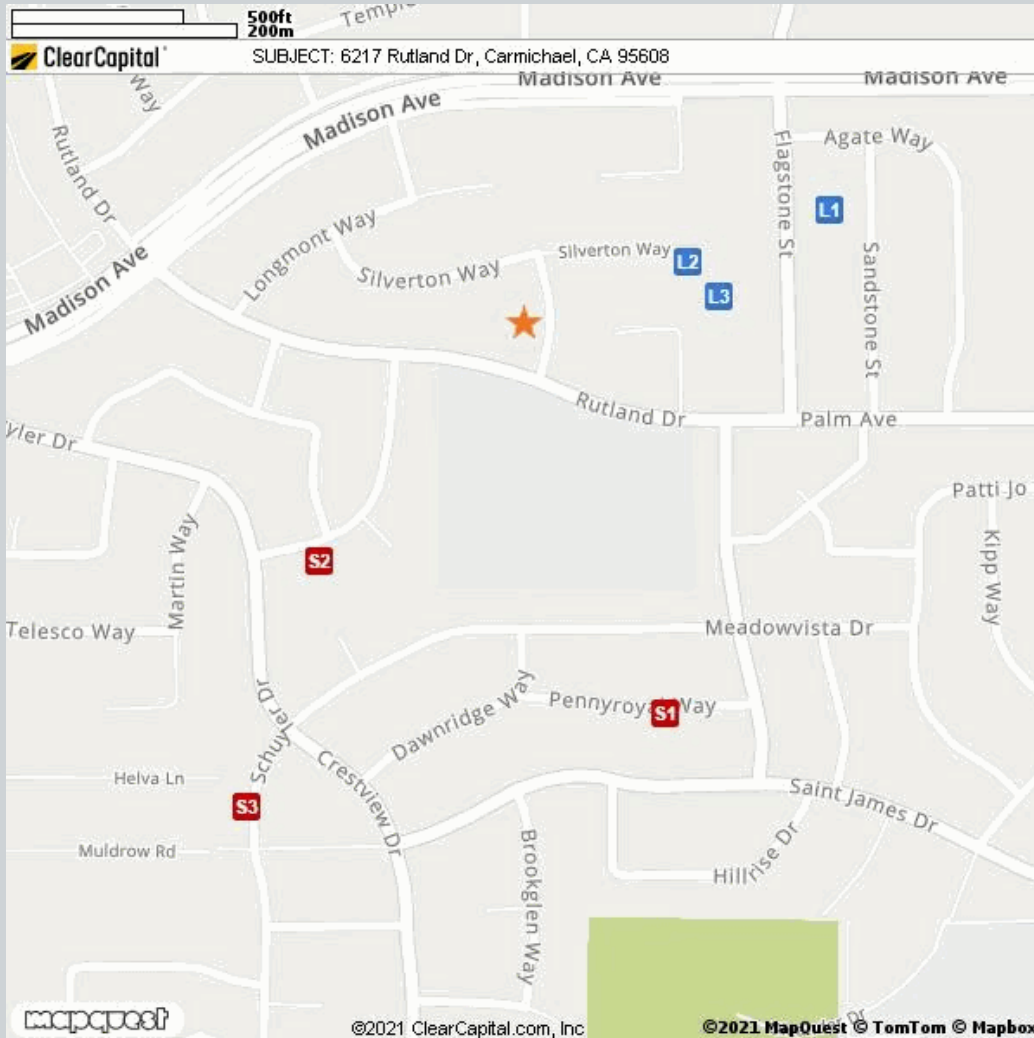 500ft
200m
Temple
ClearCapital
SUBJECT: 6217 Rutland Dr, Carmichael, CA 95608
Way
Madison Ave
Madison Ave
Madison Ave
Rutland Dr
Flagstone St
Agate Way
L1
Longmont Way
Silverton Way
L2
Silverton Way
Sandstone St
Madison Ave
L3
Rutland Dr
Palm Ave
yler Dr
Patti Jo
Martin Way
S2
Kipp Way
Telesco Way
Meadowvista Dr
Pennyroyal Way
S1
Dawnridge Way
Schuyler Dr
Helva Ln
Crestview Dr
S3
Saint James Dr
Muldrow Rd
Brookglen Way
Hillrise Dr
mapquest
©2021 ClearCapital.com, Inc
©2021 MapQuest © TomTom © Mapbox